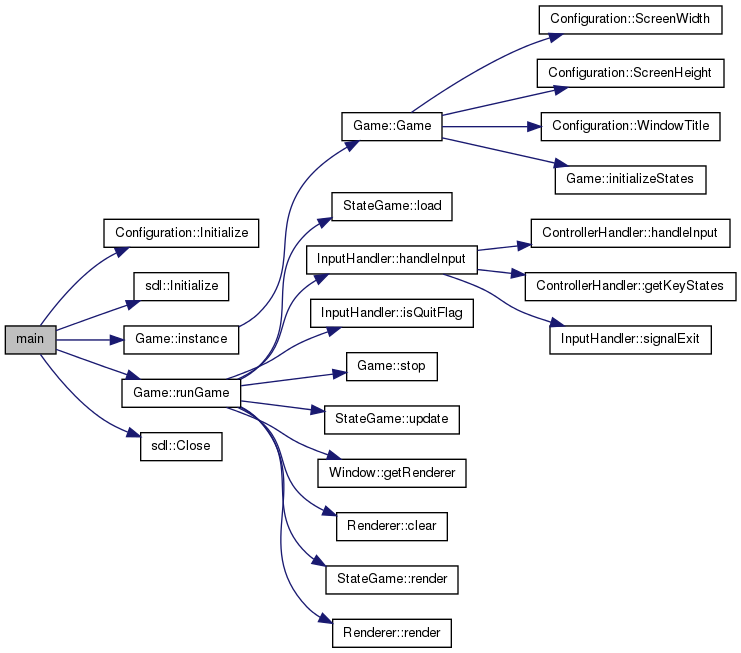 main
Configuration::Initialize
sdl::Initialize
Game::instance
Game::runGame
sdl::Close
Game::Game
StateGame::load
InputHandler::handleInput
InputHandler::isQuitFlag
Game::stop
StateGame::update
Window::getRenderer
Renderer::clear
StateGame::render
Renderer::render
Configuration::ScreenWidth
Configuration::ScreenHeight
Configuration::WindowTitle
Game::initializeStates
ControllerHandler::handleInput
ControllerHandler::getKeyStates
InputHandler::signalExit